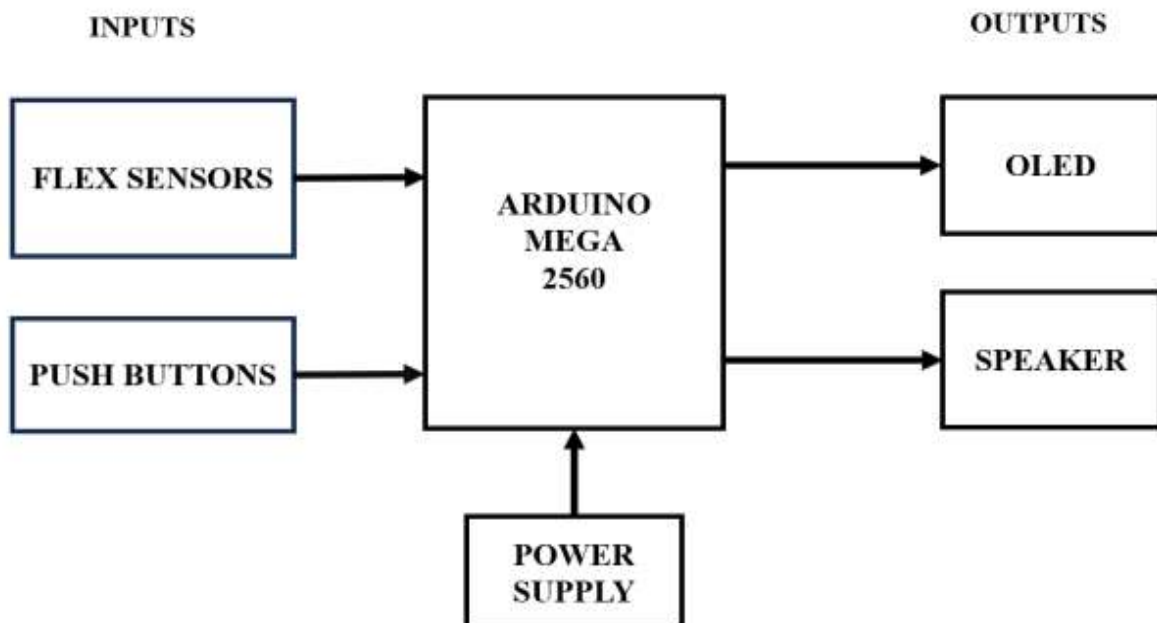 INPUTS
OUTPUTS
FLEX SENSORS
ARDUINO
MEGA
2560
OLED
PUSH BUTTONS
SPEAKER
POWER
SUPPLY